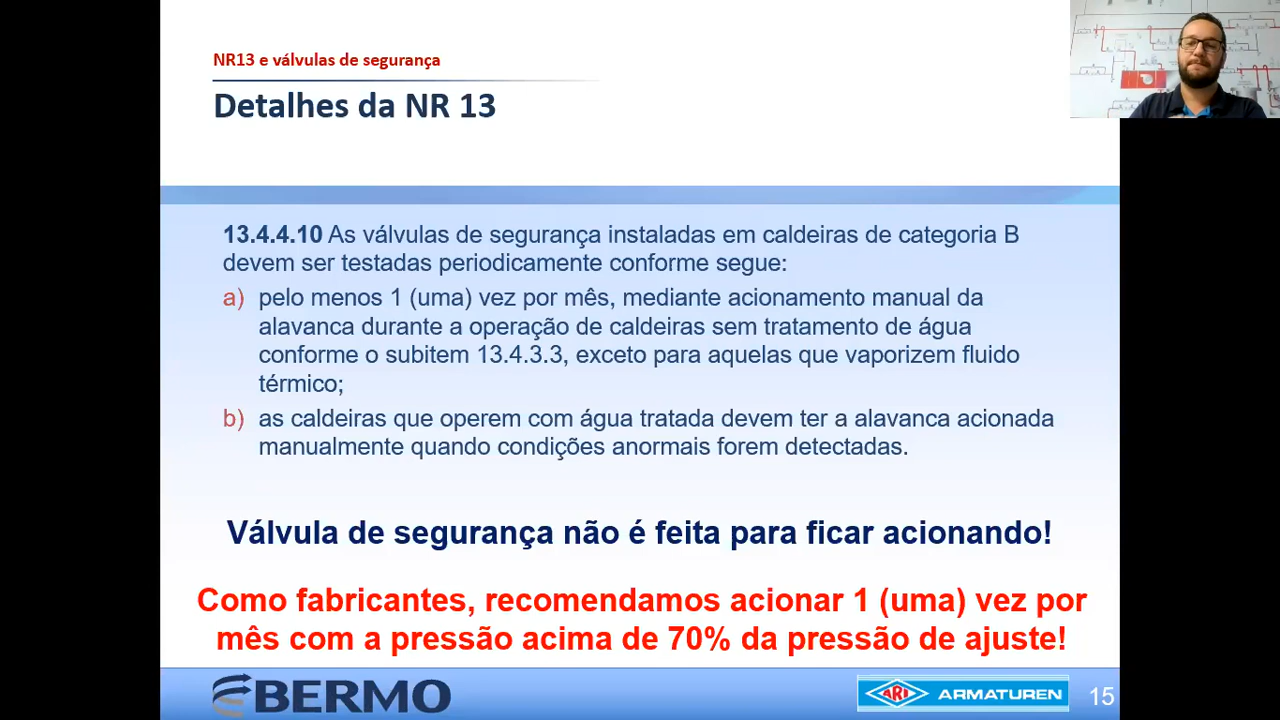 NR13 e válvulas de segurança
Detalhes da NR 13
13.4.4.10 As válvulas de segurança instaladas em caldeiras de categoria B
devem ser testadas periodicamente conforme segue:
a) pelo menos 1 (uma) vez por mês, mediante acionamento manual da
alavanca durante a operação de caldeiras sem tratamento de água
conforme o subitem 13.4.3.3, exceto para aquelas que vaporizem fluido
térmico;
b) as caldeiras que operem com água tratada devem ter a alavanca acionada
manualmente quando condições anormais forem detectadas.
Válvula de segurança não é feita para ficar acionando!
Como fabricantes, recomendamos acionar 1 (uma) vez por
mês com a pressão acima de 70% da pressão de ajuste!
BERMO
ARI ARMATUREN
15